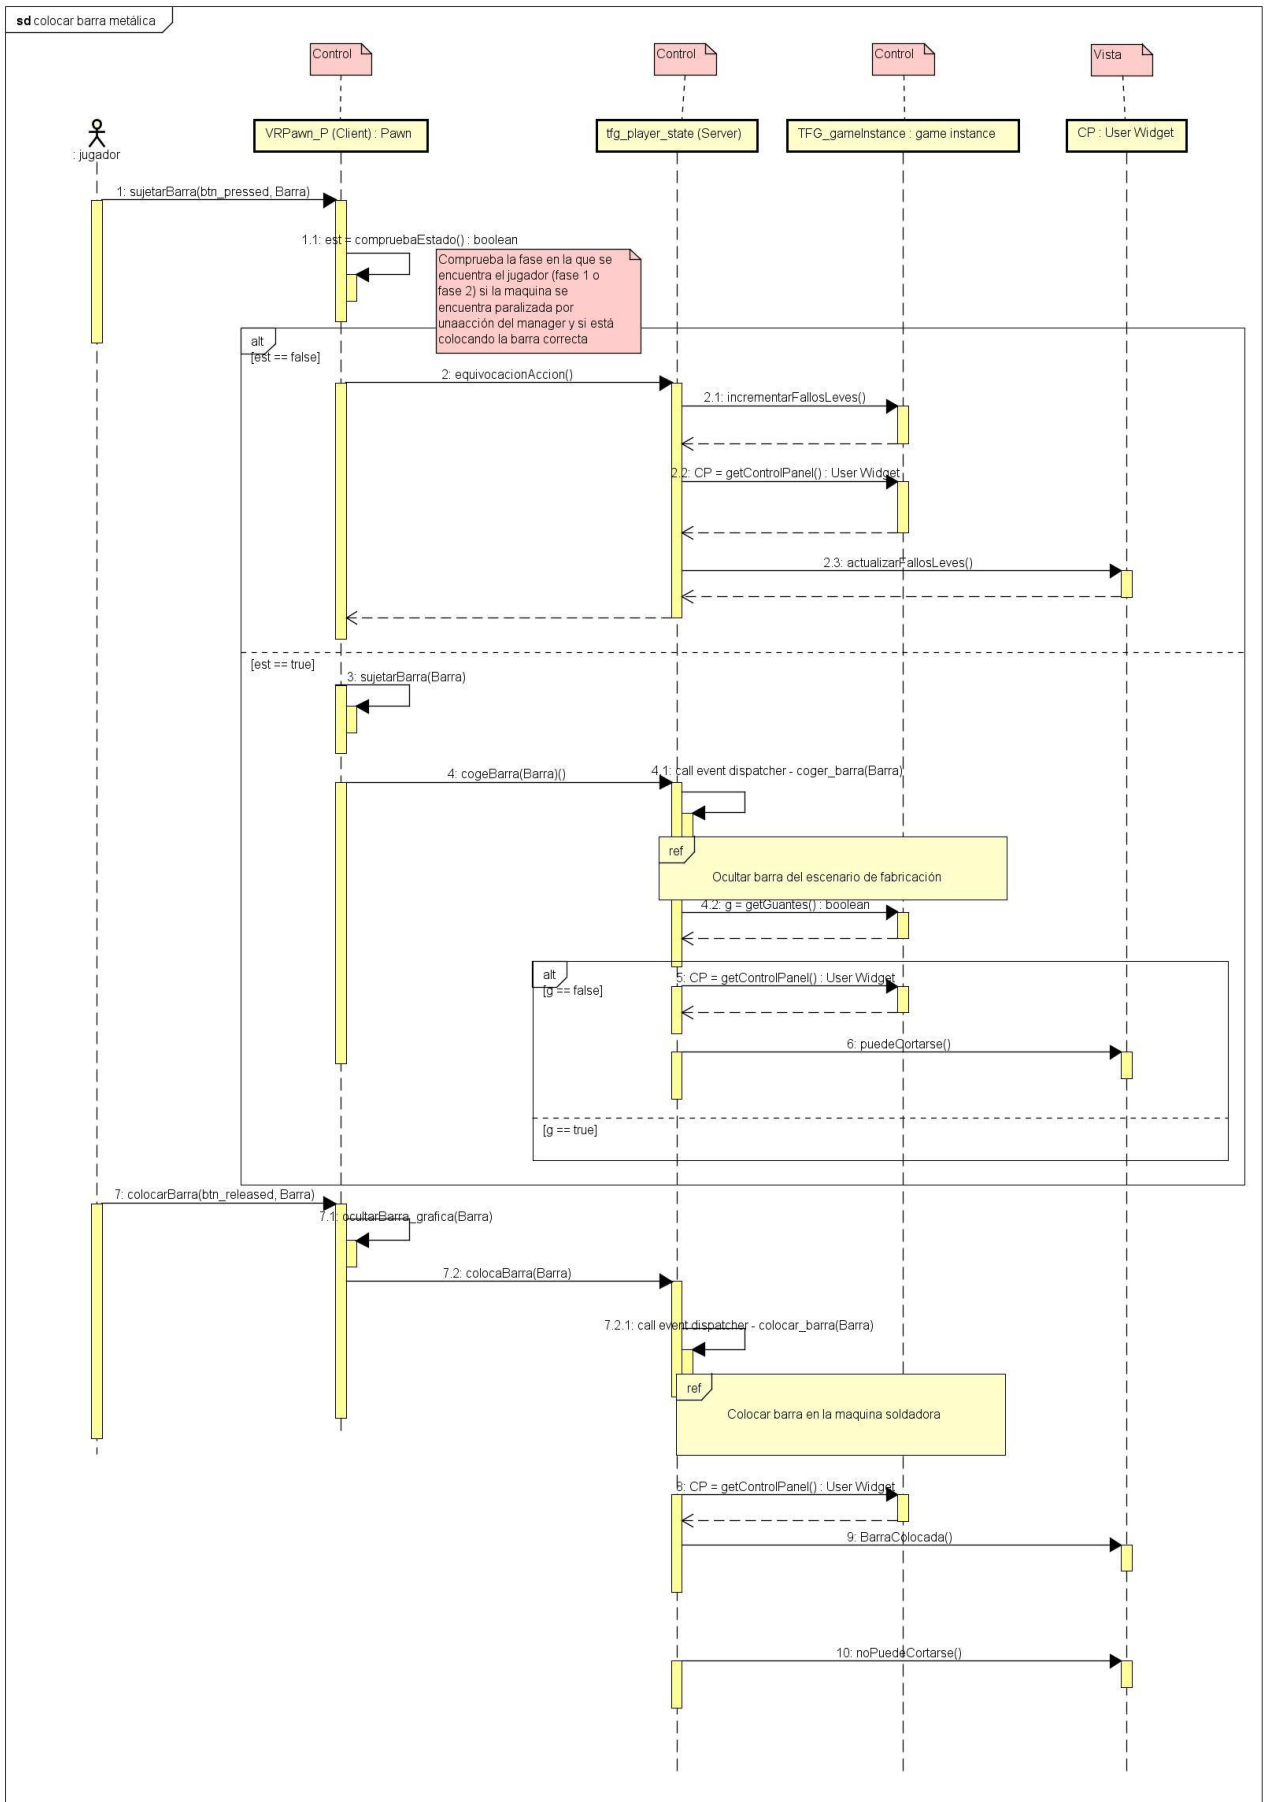 sd colocar barra metálica
Control
Control
Control
Vista
: jugador
VRPawn_P (Client) : Pawn
tfg_player_state (Server)
TFG_gameInstance : game instance
CP : User Widget
1: sujetarBarra(btn_pressed, Barra)
1.1: est = compruebaEstado() : boolean
Comprueba la fase en la que se
encuentra el jugador (fase 1 o
fase 2) si la maquina se
encuentra paralizada por
unaacción del manager y si está
colocando la barra correcta
alt
[est == false]
2: equivocacionAccion()
2.1: incrementarFallosLeves()
2.2: CP = getControlPanel() : User Widget
2.3: actualizarFallosLeves()
[est == true]
3: sujetarBarra(Barra)
4: cogeBarra(Barra)()
4.1: call event dispatcher - coger_barra(Barra)
ref
Ocultar barra del escenario de fabricación
4.2: g = getGuantes() : boolean
alt
[g == false]
5: CP = getControlPanel() : User Widget
6: puedeCortarse()
[g == true]
7: colocarBarra(btn_released, Barra)
7.1: ocultarBarra_grafica(Barra)
7.2: colocaBarra(Barra)
7.2.1: call event dispatcher - colocar_barra(Barra)
ref
Colocar barra en la maquina soldadora
8: CP = getControlPanel() : User Widget
9: BarraColocada()
10: noPuedeCortarse()